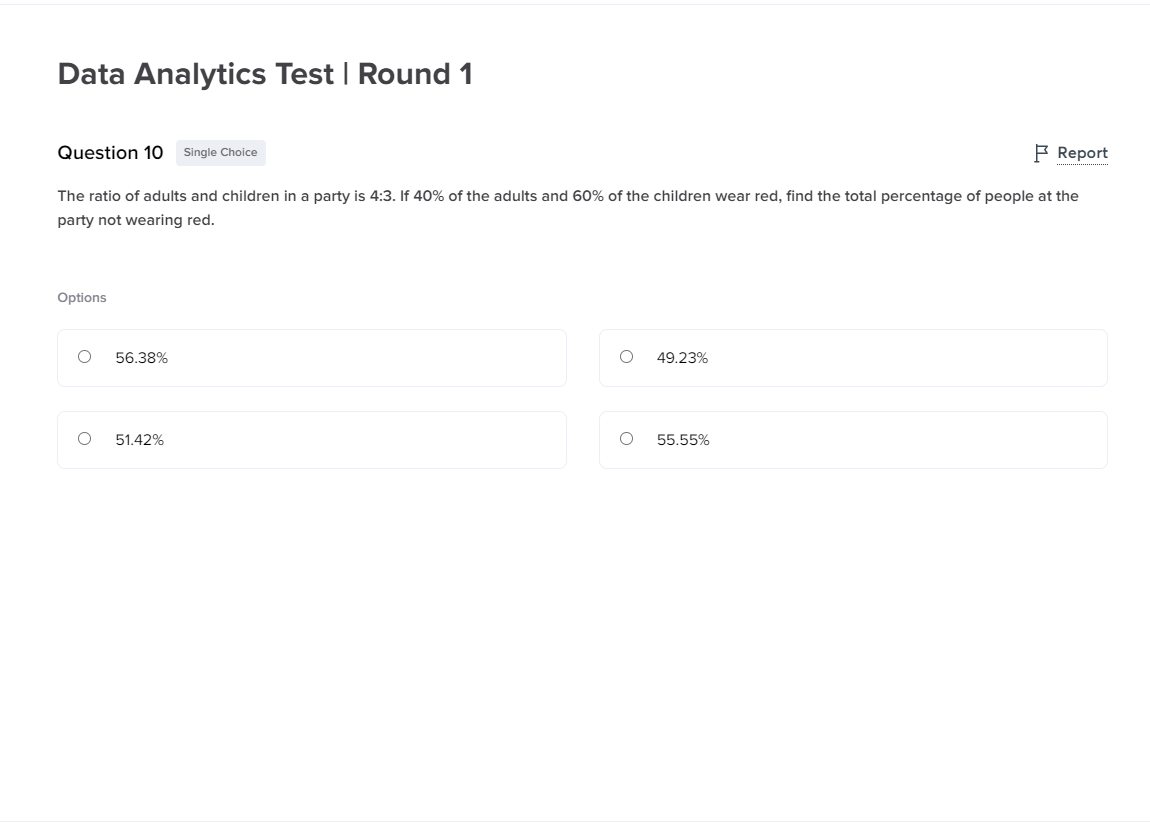 Data Analytics Test | Round 1
Question 10
Single Choice
Report
The ratio of adults and children in a party is 4:3. If 40% of the adults and 60% of the children wear red, find the total percentage of people at the
party not wearing red.
Options
56.38%
49.23%
51.42%
55.55%